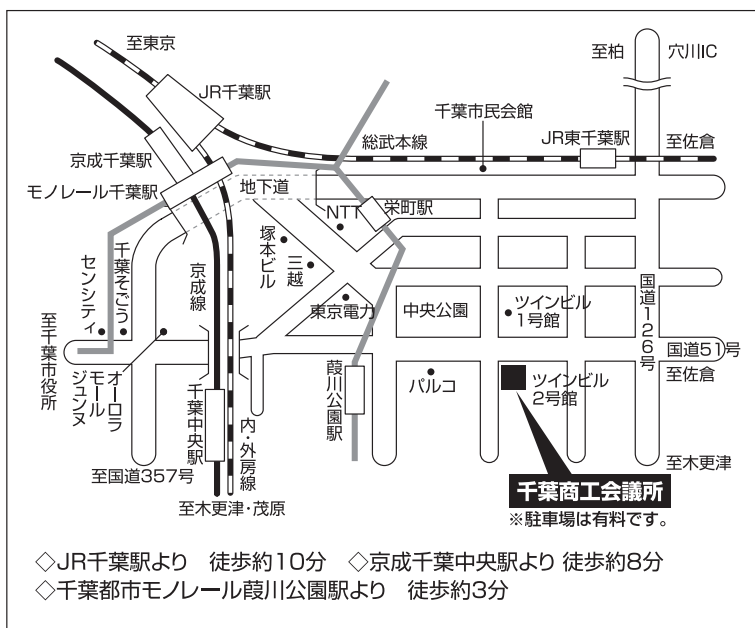 至東京
JR千葉駅
京成千葉駅
モノレール千葉駅
地下道
総武本線
千葉市民会館
JR東千葉駅
至柏
穴川IC
至佐倉
NTT
栄町駅
塚本ビル
三越
東京電力
中央公園
ツインビル
1号館
国道126号
国道51号
至佐倉
千葉そごう
センシティ
京成線
至千葉市役所
オーロラ
モール
ジュンヌ
千葉中央駅
内・外房線
葭川公園駅
パルコ
ツインビル
2号館
至国道357号
至木更津・茂原
至木更津
千葉商工会議所
※駐車場は有料です。
◇JR千葉駅より 徒歩約10分 ◇京成千葉中央駅より 徒歩約8分
◇千葉都市モノレール葭川公園駅より 徒歩約3分